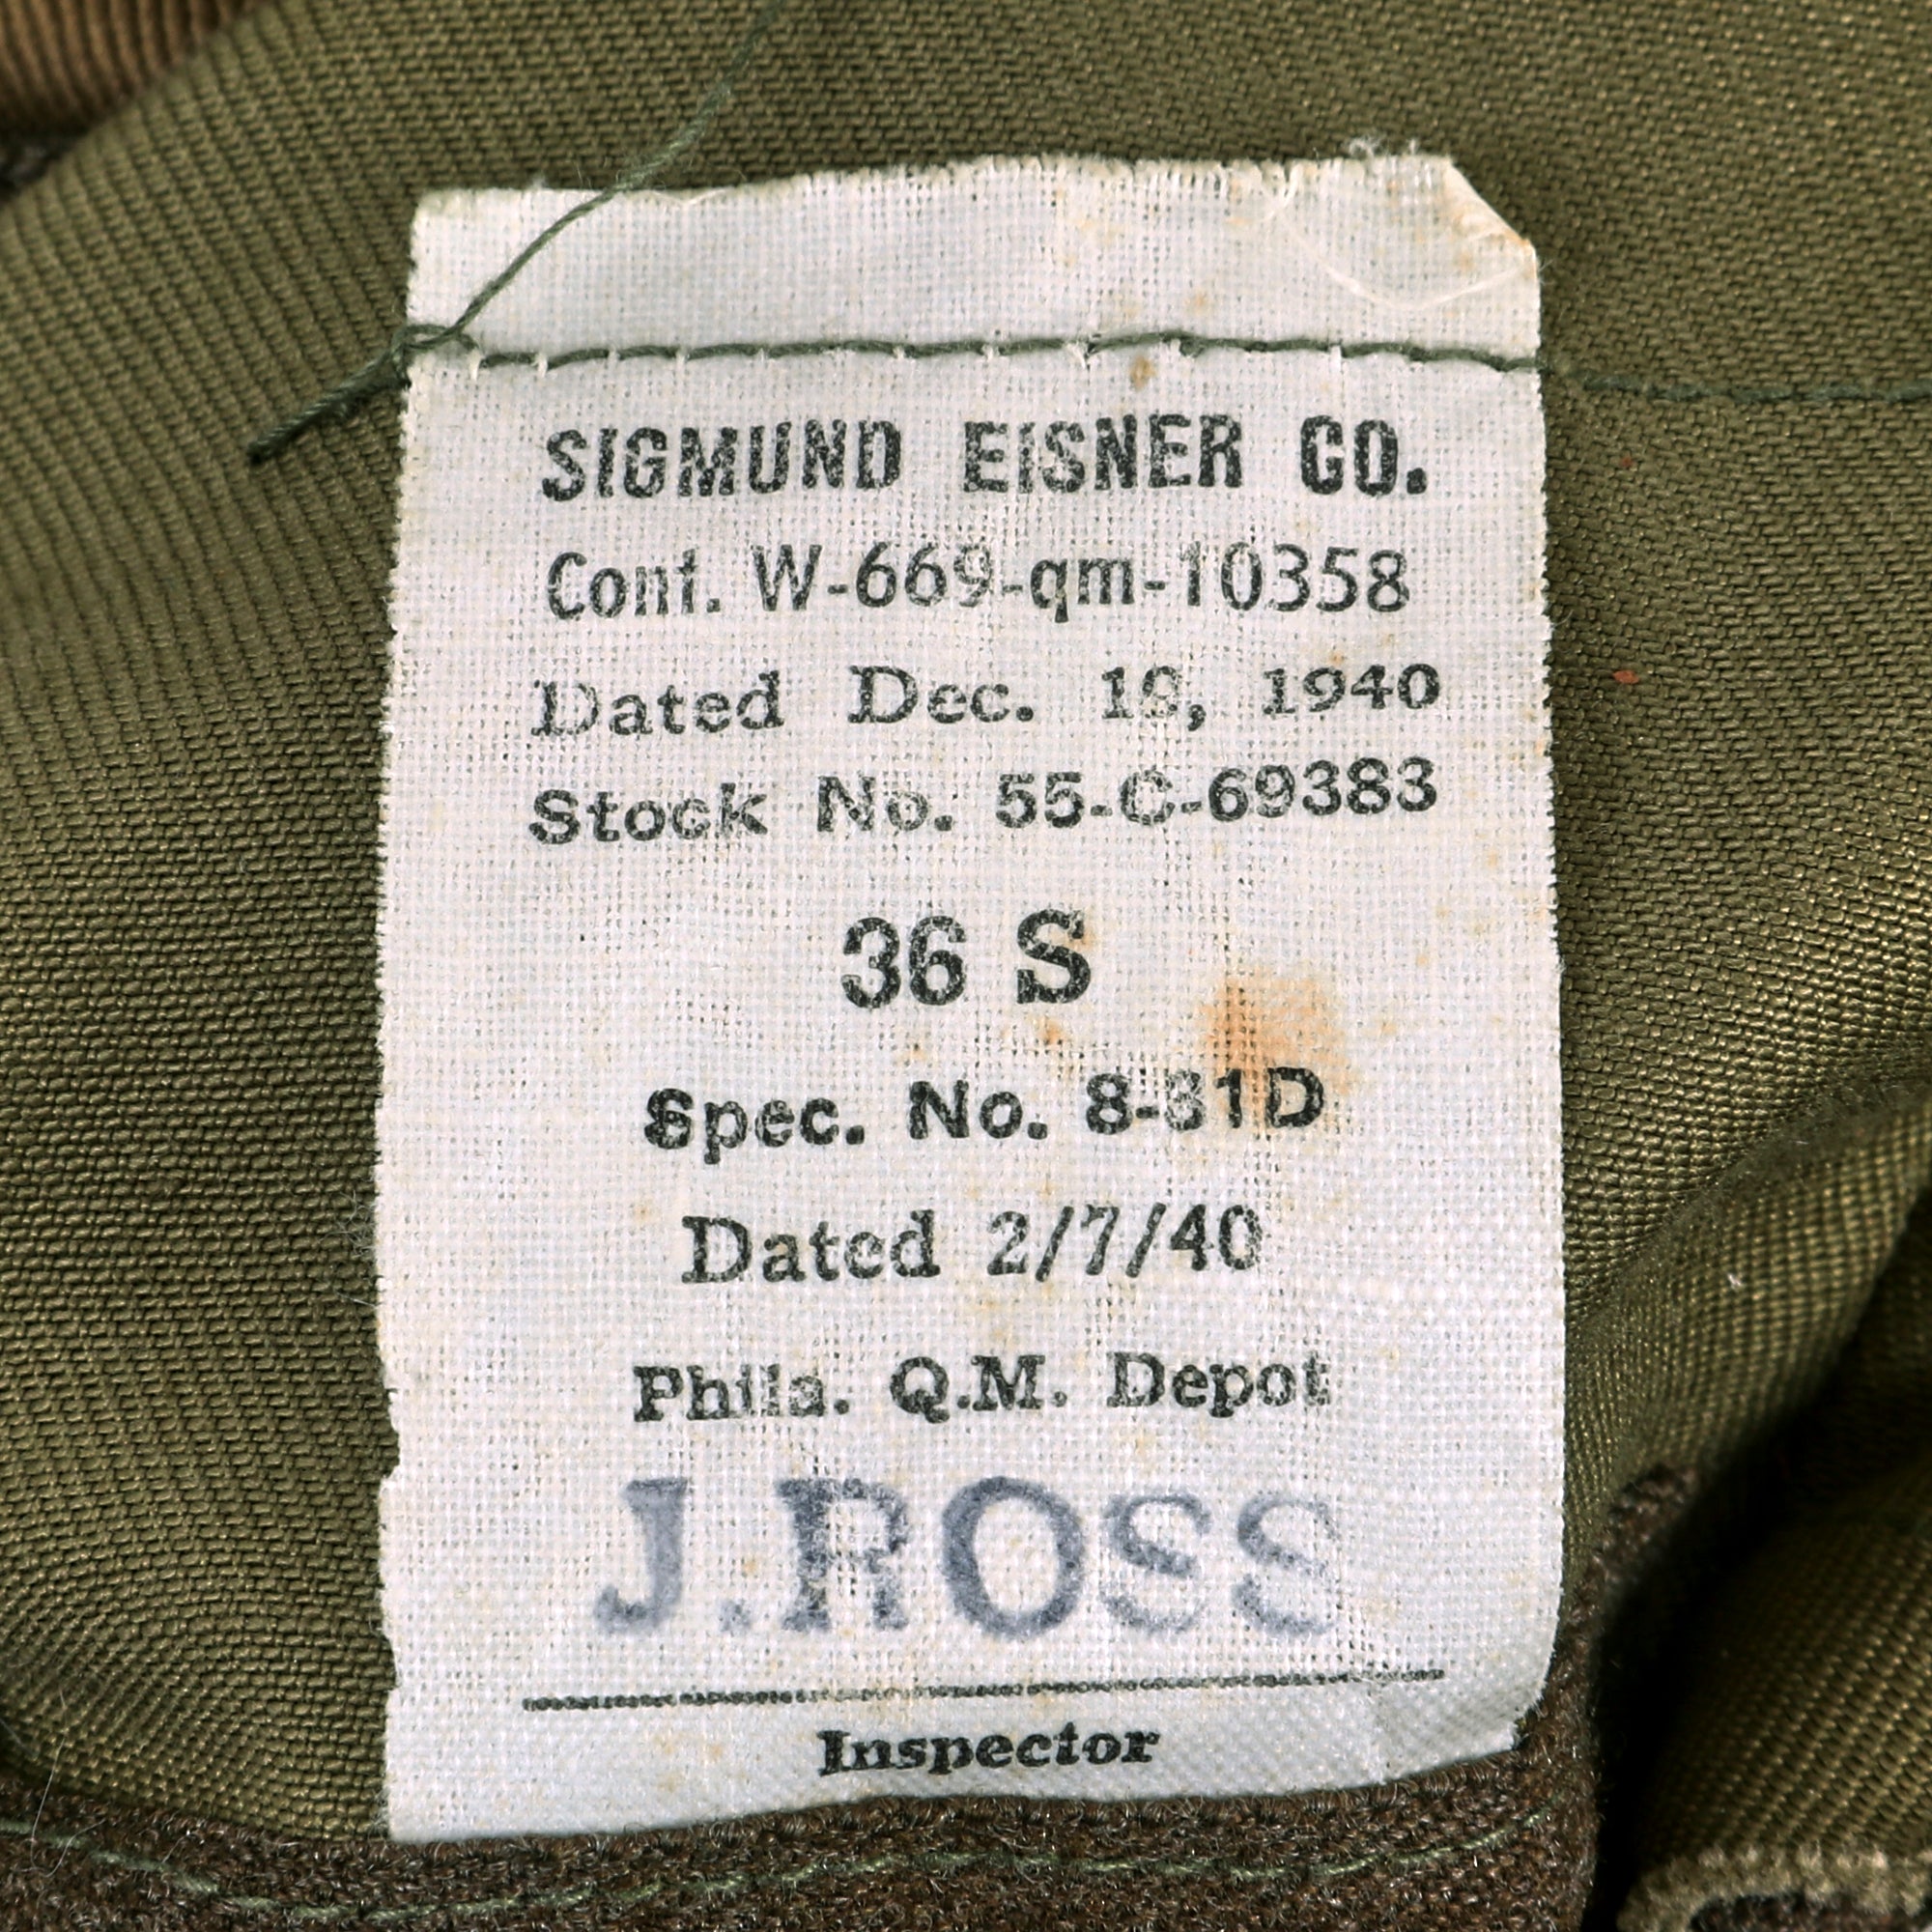 SIGMUND EISNER CO.
Cont. W-669-qm-10358
Dated Dec. 19, 1940
Stock No. 55-C-69383
36 S
Spec. No. 8-31D
Dated 2/7/40
Phila. Q.M. Depot
J.ROSS
Inspector